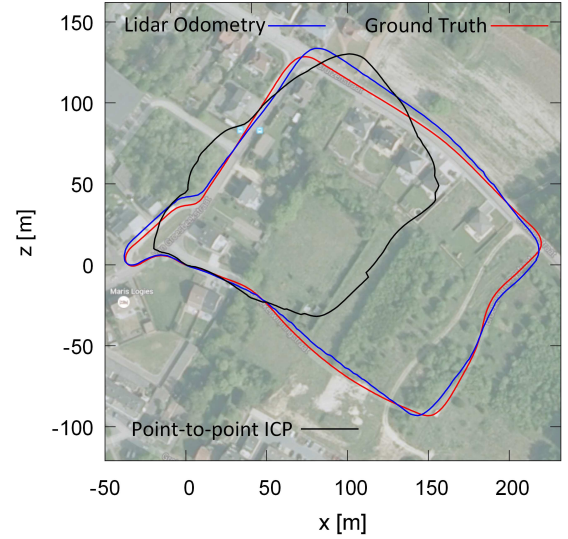 150
Lidar Odometry
Ground Truth
100
50
z [m]
0
Maris Logies
-50
-100
Point-to-point ICP
-50 0 50 100 150 200
x [m]